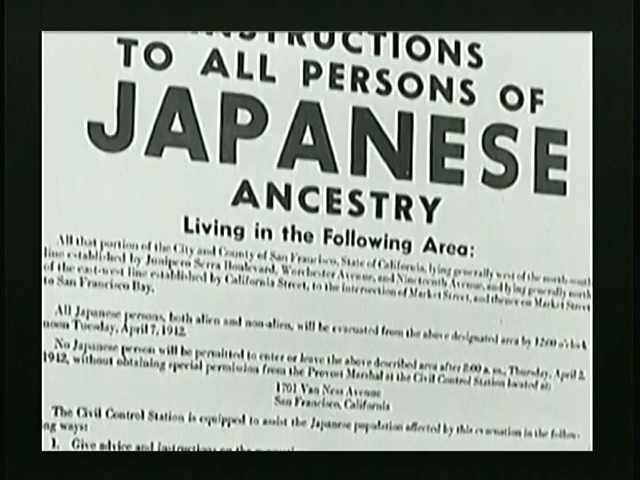 INSTRUCTIONS
TO ALL PERSONS OF
JAPANESE
ANCESTRY
Living in the Following Area:
All that portion of the City and County of San Francisco, State of California, lying generally west of the north-south
line established by Junipero Serra Boulevard, Worchester Avenue, and Nineteenth Avenue, and lying generally north
of the east-west line established by California Street, to the intersection of Market Street, and thence on Market Street
to San Francisco Bay.
All Japanese persons, both alien and non-alien, will be evacuated from the above designated area by 12:00 o'clock
noon Tuesday, April 7, 1942.
No Japanese person will be permitted to enter or leave the above described area after 8:00 a. m., Thursday, April 2,
1942, without obtaining special permission from the Provost Marshal at the Civil Control Station located at:
1701 Van Ness Avenue
San Francisco, California
The Civil Control Station is equipped to assist the Japanese population affected by this evacuation in the follow-
ng ways:
1. Give advice and instructions on the